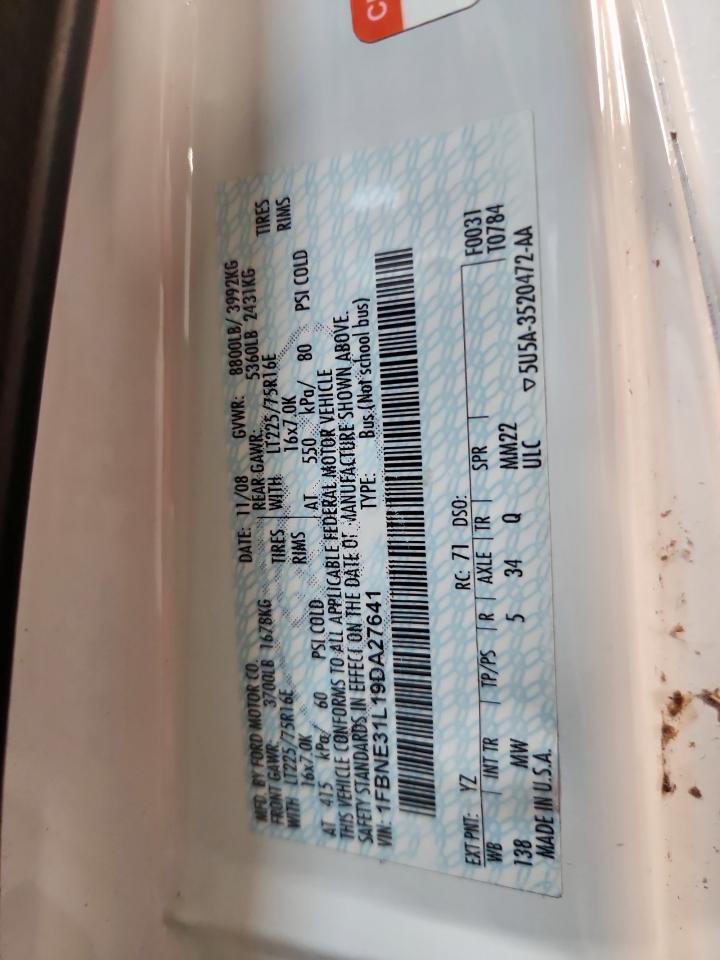 MFD. BY FORD MOTOR CO. DATE: 11/08 GVWR: 8800LB/ 3992KG
FRONT GAWR: 3700LB 1678KG REAR GAWR: 5360LB 2431KG
WITH LT225/75R16E TIRES WITH LT225/75R16E TIRES
16x7.0K RIMS 16x7.0K RIMS
AT 415 kPa/ 60 PSI COLD AT 550 kPa/ 80 PSI COLD
THIS VEHICLE CONFORMS TO ALL APPLICABLE FEDERAL MOTOR VEHICLE
SAFETY STANDARDS IN EFFECT ON THE DATE OF MANUFACTURE SHOWN ABOVE.
VIN: 1FBNE31L19DA27641 TYPE: Bus (Not school bus)
EXT PNT: YZ RC: 71 DSO: F0031
WB INT TR TP/PS R AXLE TR SPR T0784
138 MW 5 34 Q MM22
MADE IN U.S.A. ULC ▽5U5A-3520472-AA